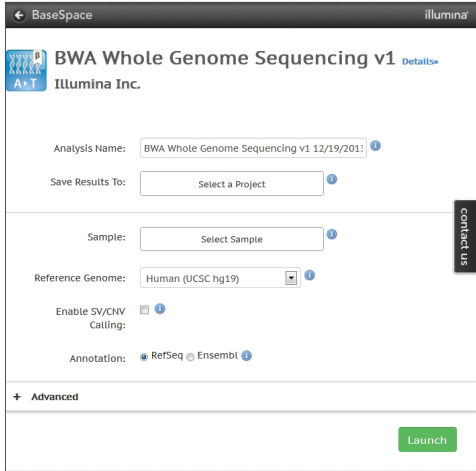 BaseSpace
illumina
β
A▸T
BWA Whole Genome Sequencing v1 Details»
Illumina Inc.
Analysis Name: BWA Whole Genome Sequencing v1 12/19/2013
Save Results To: Select a Project
contact us
Sample: Select Sample
Reference Genome: Human (UCSC hg19)
Enable SV/CNV
Calling:
Annotation: RefSeq Ensembl
+ Advanced
Launch